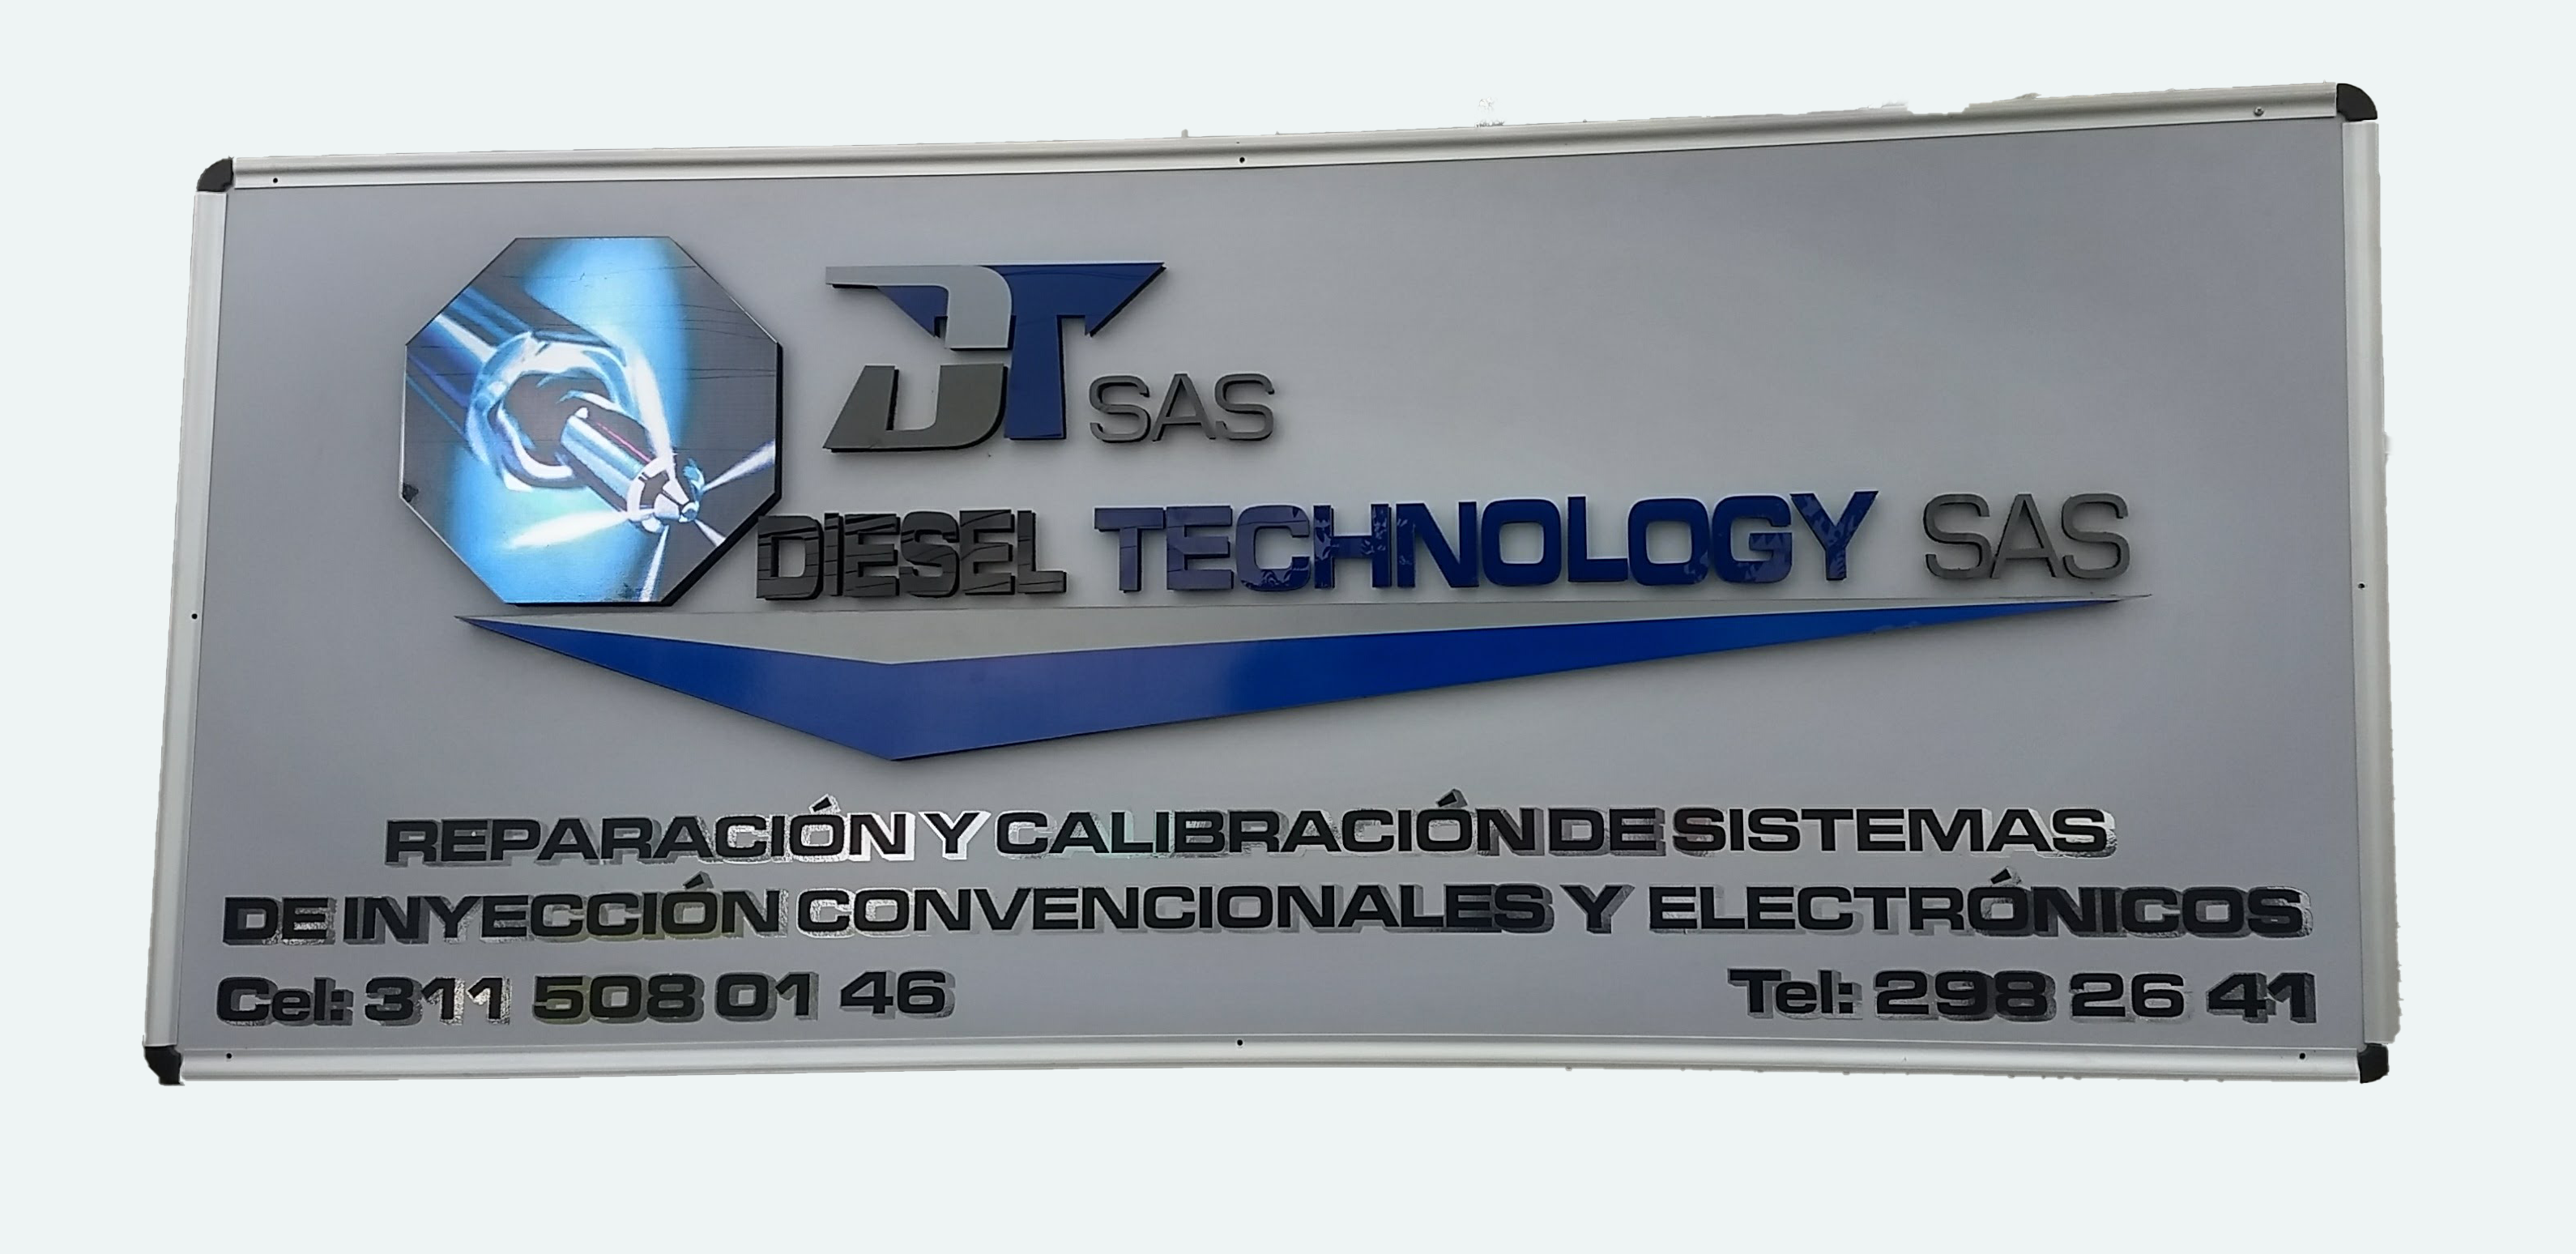 DT SAS
DIESEL TECHNOLOGY SAS
REPARACIÓN Y CALIBRACIÓN DE SISTEMAS
DE INYECCIÓN CONVENCIONALES Y ELECTRÓNICOS
Cel: 311 508 01 46
Tel: 298 26 41